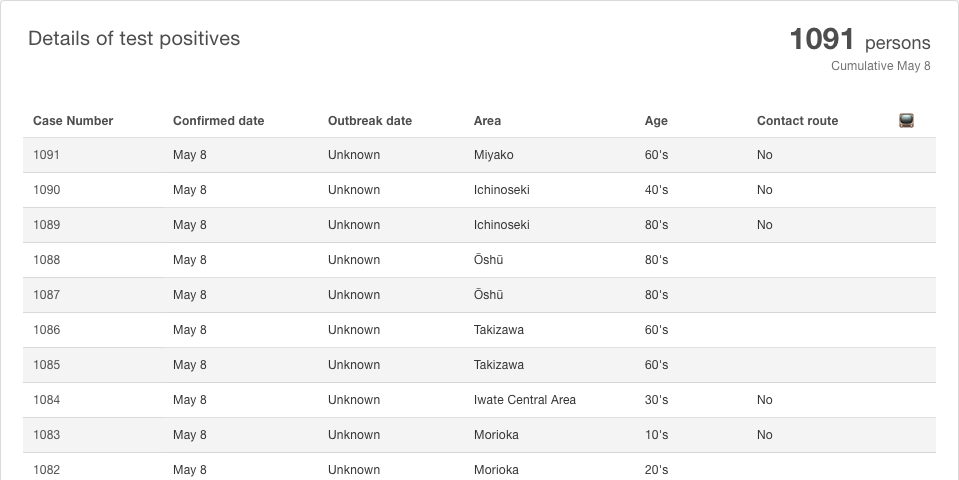 Details of test positives
1091 persons
Cumulative May 8
Case Number Confirmed date Outbreak date Area Age Contact route
1091 May 8 Unknown Miyako 60's No
1090 May 8 Unknown Ichinoseki 40's No
1089 May 8 Unknown Ichinoseki 80's No
1088 May 8 Unknown Ōshū 80's
1087 May 8 Unknown Ōshū 80's
1086 May 8 Unknown Takizawa 60's
1085 May 8 Unknown Takizawa 60's
1084 May 8 Unknown Iwate Central Area 30's No
1083 May 8 Unknown Morioka 10's No
1082 May 8 Unknown Morioka 20's